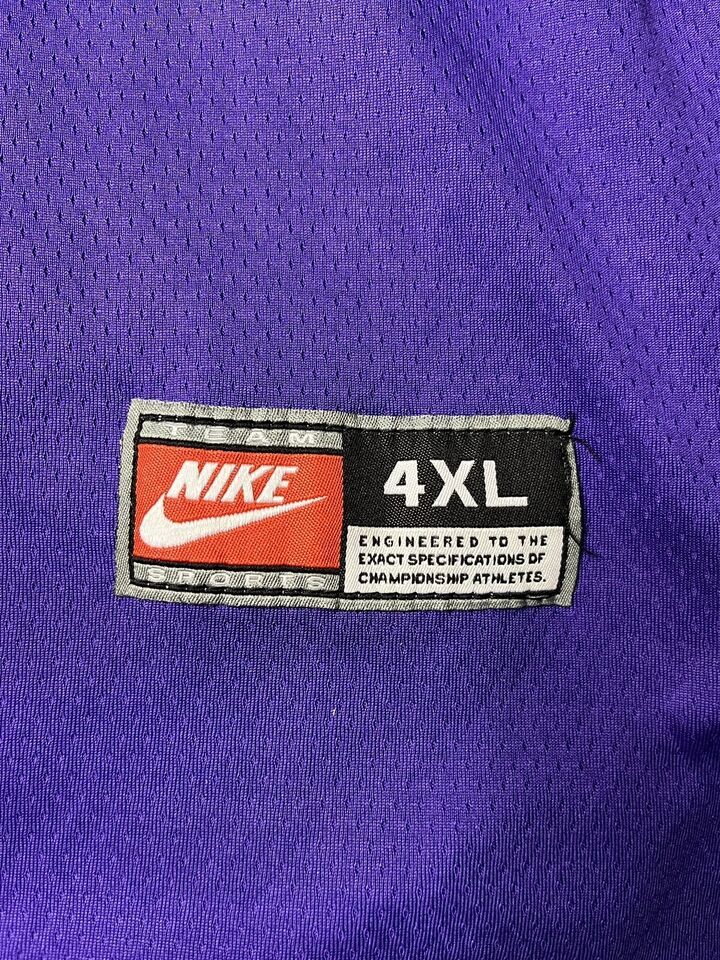 TEAM
NIKE
SPORTS
4XL
ENGINEERED TO THE
EXACT SPECIFICATIONS OF
CHAMPIONSHIP ATHLETES.